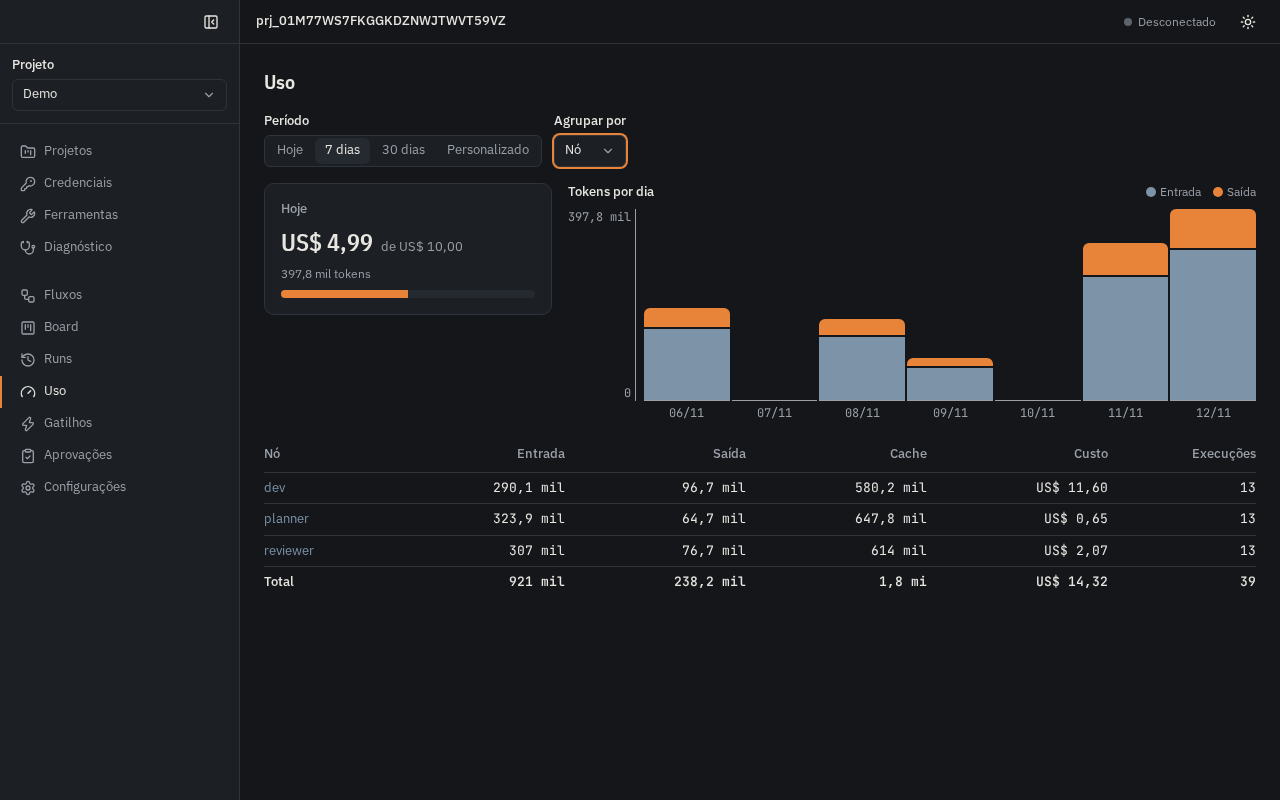 prj_01M77WS7FKGGKDZNWJTWVT59VZ
Desconectado
Projeto
Demo
Projetos
Credenciais
Ferramentas
Diagnóstico
Fluxos
Board
Runs
Uso
Gatilhos
Aprovações
Configurações
Uso
Período
Agrupar por
Hoje 7 dias 30 dias Personalizado
Nó
Hoje
US$ 4,99 de US$ 10,00
397,8 mil tokens
Tokens por dia
Entrada Saída
397,8 mil
0
06/11 07/11 08/11 09/11 10/11 11/11 12/11
Nó Entrada Saída Cache Custo Execuções
dev 290,1 mil 96,7 mil 580,2 mil US$ 11,60 13
planner 323,9 mil 64,7 mil 647,8 mil US$ 0,65 13
reviewer 307 mil 76,7 mil 614 mil US$ 2,07 13
Total 921 mil 238,2 mil 1,8 mi US$ 14,32 39